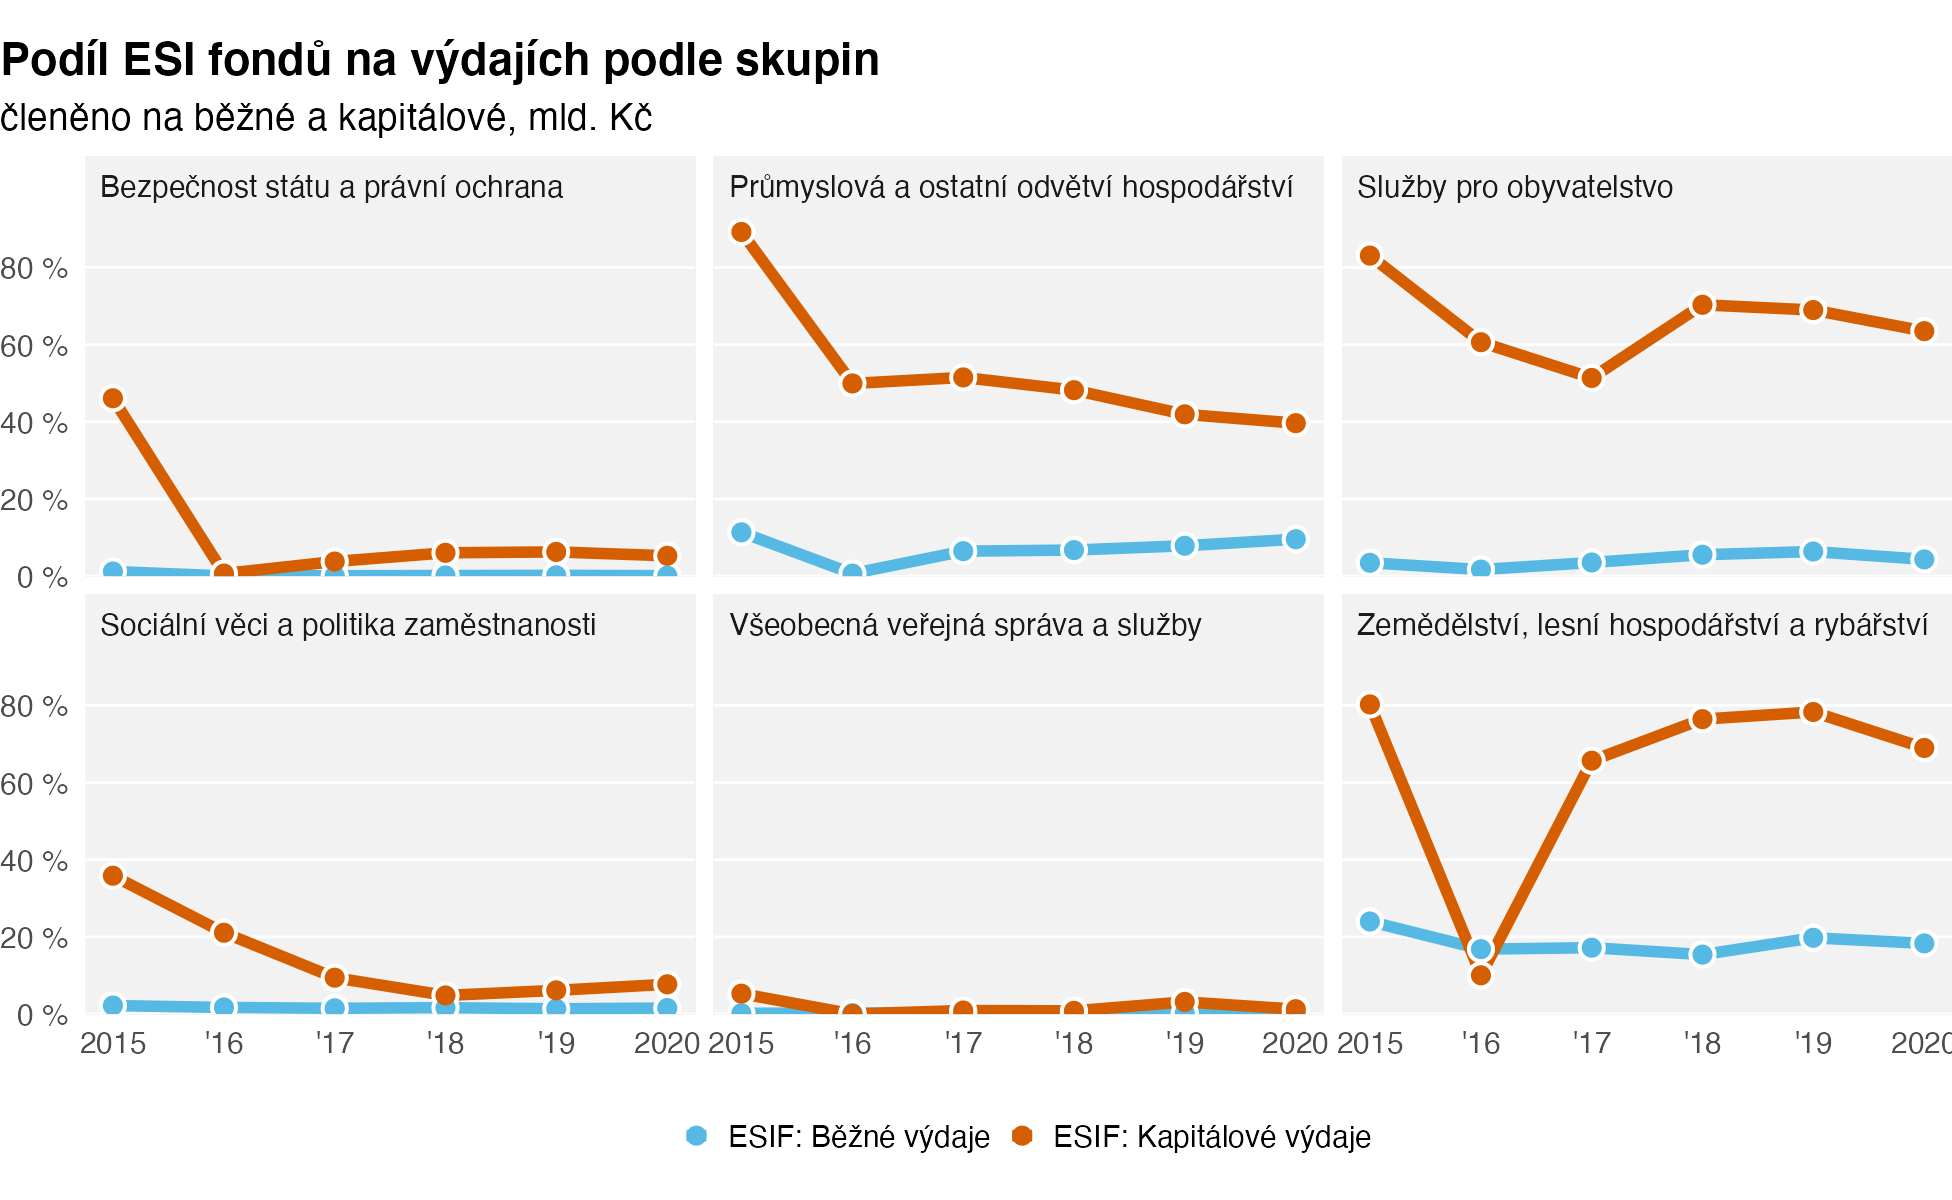 Podíl ESI fondů na výdajích podle skupin
členěno na běžné a kapitálové, mld. Kč
Bezpečnost státu a právní ochrana
Průmyslová a ostatní odvětví hospodářství
Služby pro obyvatelstvo
80 %
60 %
40 %
20 %
0 %
Sociální věci a politika zaměstnanosti
Všeobecná veřejná správa a služby
Zemědělství, lesní hospodářství a rybářství
80 %
60 %
40 %
20 %
0 %
2015 '16 '17 '18 '19 2020 2015 '16 '17 '18 '19 2020 2015 '16 '17 '18 '19 2020
ESIF: Běžné výdaje ESIF: Kapitálové výdaje